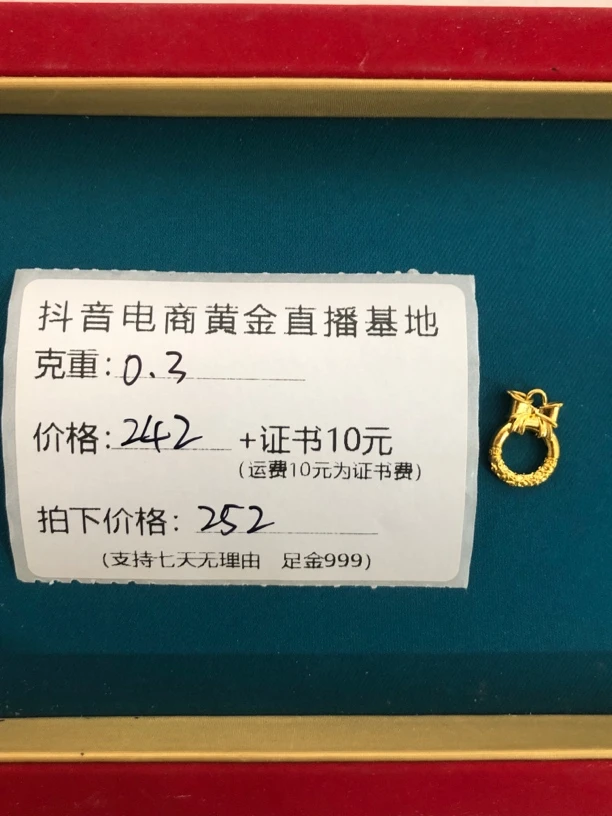 抖音电商黄金直播基地
克重：0.3
价格：242 +证书10元
（运费10元为证书费）
拍下价格：252
（支持七天无理由 足金999）